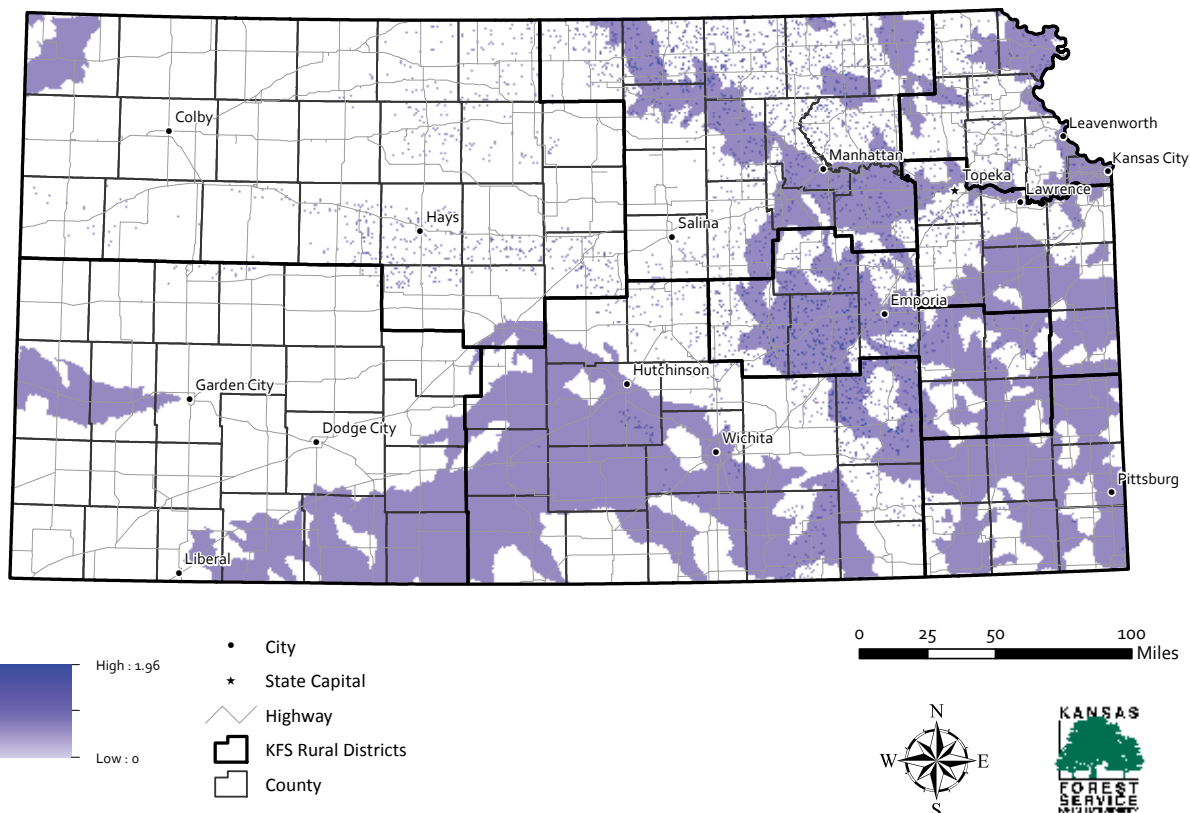 Colby
Leavenworth
Manhattan
Kansas City
Topeka
Lawrence
Hays
Salina
Emporia
Hutchinson
Garden City
Dodge City
Wichita
Pittsburg
Liberal
High : 1.96
Low : 0
City
State Capital
Highway
KFS Rural Districts
County
0 25 50 100
Miles
N
W E
S
KANSAS
FOREST
SERVICE